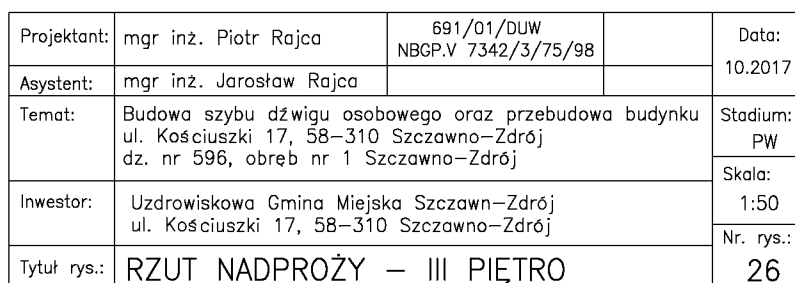 Projektant: mgr inż. Piotr Rajca 691/01/DUW Data:
NBGP.V 7342/3/75/98
10.2017
Asystent: mgr inż. Jarosław Rajca
Temat: Budowa szybu dźwigu osobowego oraz przebudowa budynku Stadium:
ul. Kościuszki 17, 58-310 Szczawno-Zdrój PW
dz. nr 596, obręb nr 1 Szczawno-Zdrój
Skala:
Inwestor: Uzdrowiskowa Gmina Miejska Szczawn-Zdrój 1:50
ul. Kościuszki 17, 58-310 Szczawno-Zdrój
Nr. rys.:
Tytuł rys.: RZUT NADPROŻY – III PIĘTRO 26